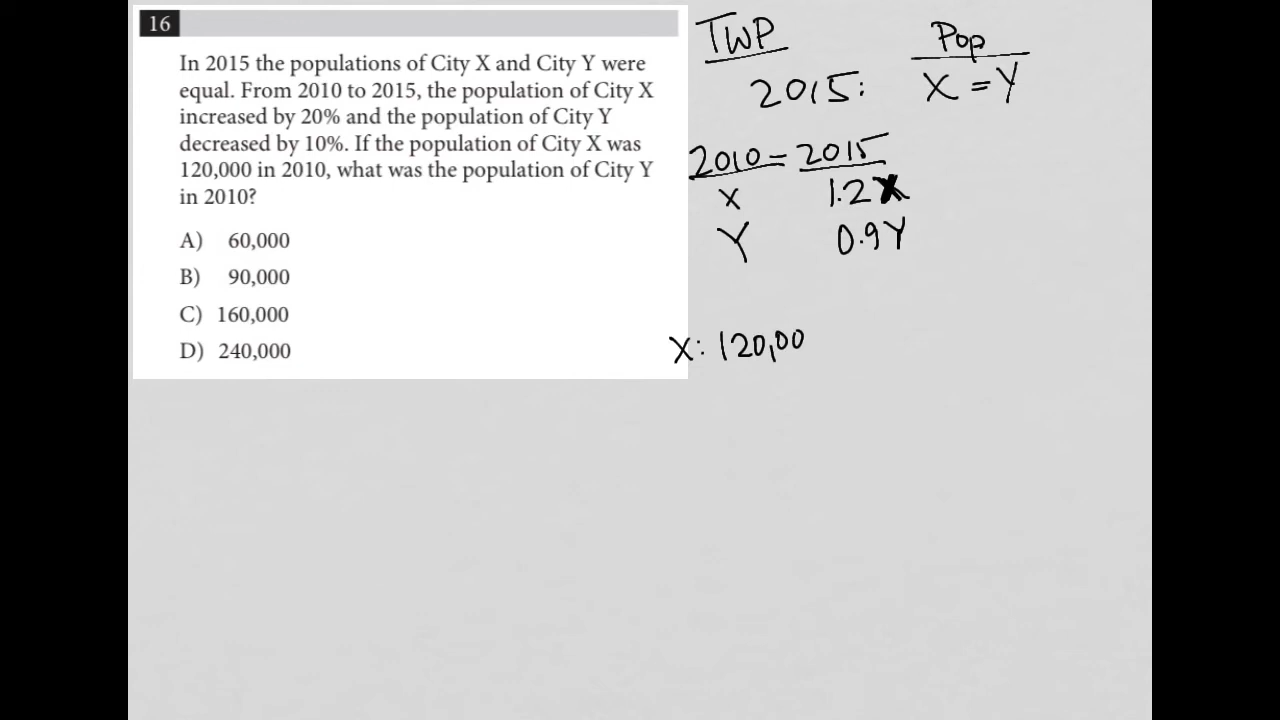 16
In 2015 the populations of City X and City Y were
equal. From 2010 to 2015, the population of City X
increased by 20% and the population of City Y
decreased by 10%. If the population of City X was
120,000 in 2010, what was the population of City Y
in 2010?
A) 60,000
B) 90,000
C) 160,000
D) 240,000
TWP Pop
2015: X = Y
2010 = 2015
X 1.2X
Y 0.9Y
X: 120,00